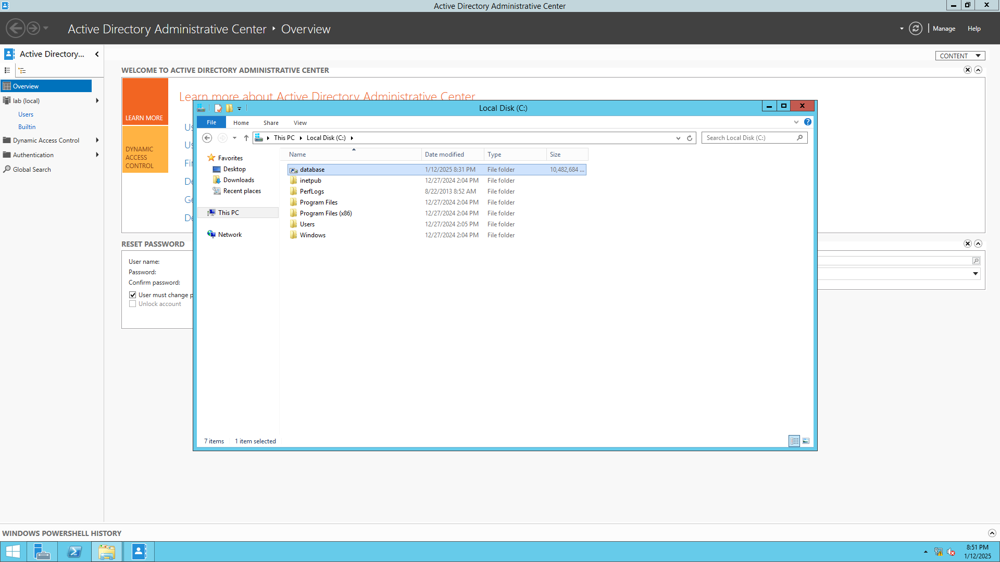 Active Directory Administrative Center
Active Directory Administrative Center ‣ Overview
Manage
Help
Active Directory...
CONTENT
WELCOME TO ACTIVE DIRECTORY ADMINISTRATIVE CENTER
Overview
lab (local)
Users
Builtin
Dynamic Access Control
Authentication
Global Search
LEARN MORE
DYNAMIC
ACCESS
CONTROL
Learn more about Active Directory Administrative Center
Local Disk (C:)
File
Home
Share
View
This PC
Local Disk (C:)
Search Local Disk (C:)
Favorites
Desktop
Downloads
Recent places
This PC
Network
Name Date modified Type Size
database 1/12/2025 8:31 PM File folder 10,482,684 ...
inetpub 12/27/2024 2:04 PM File folder
PerfLogs 8/22/2013 8:52 AM File folder
Program Files 12/27/2024 2:04 PM File folder
Program Files (x86) 12/27/2024 2:04 PM File folder
Users 12/27/2024 2:05 PM File folder
Windows 12/27/2024 2:04 PM File folder
7 items 1 item selected
RESET PASSWORD
User name:
Password:
Confirm password:
User must change p
Unlock account
WINDOWS POWERSHELL HISTORY
8:51 PM
1/12/2025